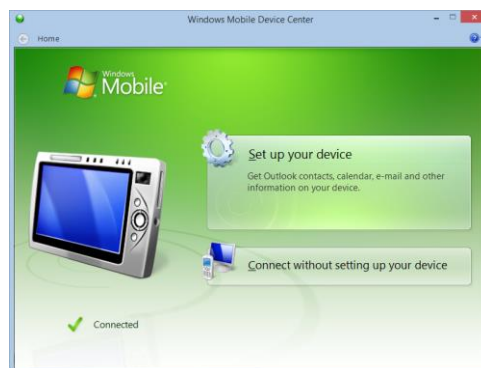 Windows Mobile Device Center
Home
Windows
Mobile
Set up your device
Get Outlook contacts, calendar, e-mail and other
information on your device.
Connect without setting up your device
Connected